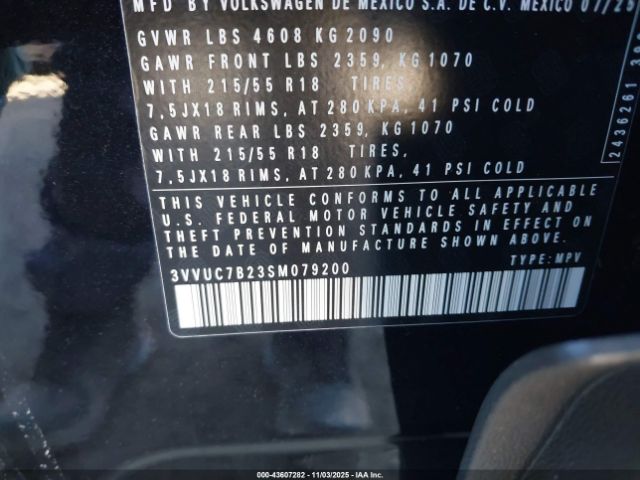 MFD BY VOLKSWAGEN DE MEXICO S.A. DE C.V. MEXICO 07/25
GVWR LBS 4608 KG 2090
GAWR FRONT LBS 2359, KG 1070
WITH 215/55 R18 TIRES,
7,5JX18 RIMS, AT 280 KPA, 41 PSI COLD
GAWR REAR LBS 2359, KG 1070
WITH 215/55 R18 TIRES,
7,5JX18 RIMS, AT 280 KPA, 41 PSI COLD
THIS VEHICLE CONFORMS TO ALL APPLICABLE
U.S. FEDERAL MOTOR VEHICLE SAFETY AND
THEFT PREVENTION STANDARDS IN EFFECT ON
THE DATE OF MANUFACTURE SHOWN ABOVE.
3VVUC7B23SM079200 TYPE: MPV
2436261
000-43607282 - 11/03/2025 - IAA Inc.